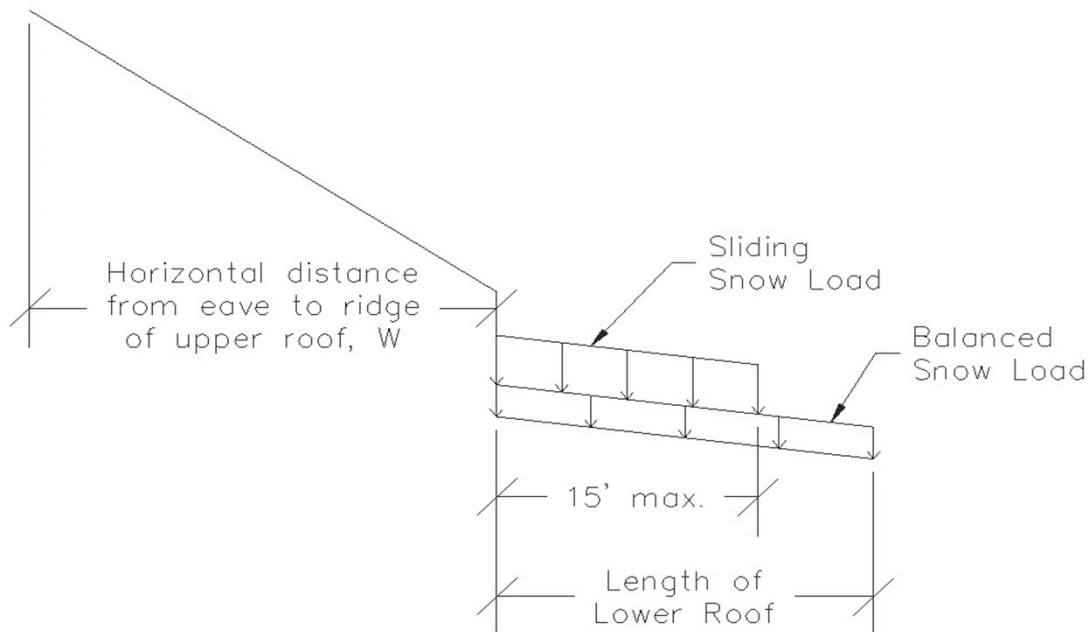 Sliding
Snow Load
Horizontal distance
from eave to ridge
of upper roof, W
Balanced
Snow Load
15' max.
Length of
Lower Roof